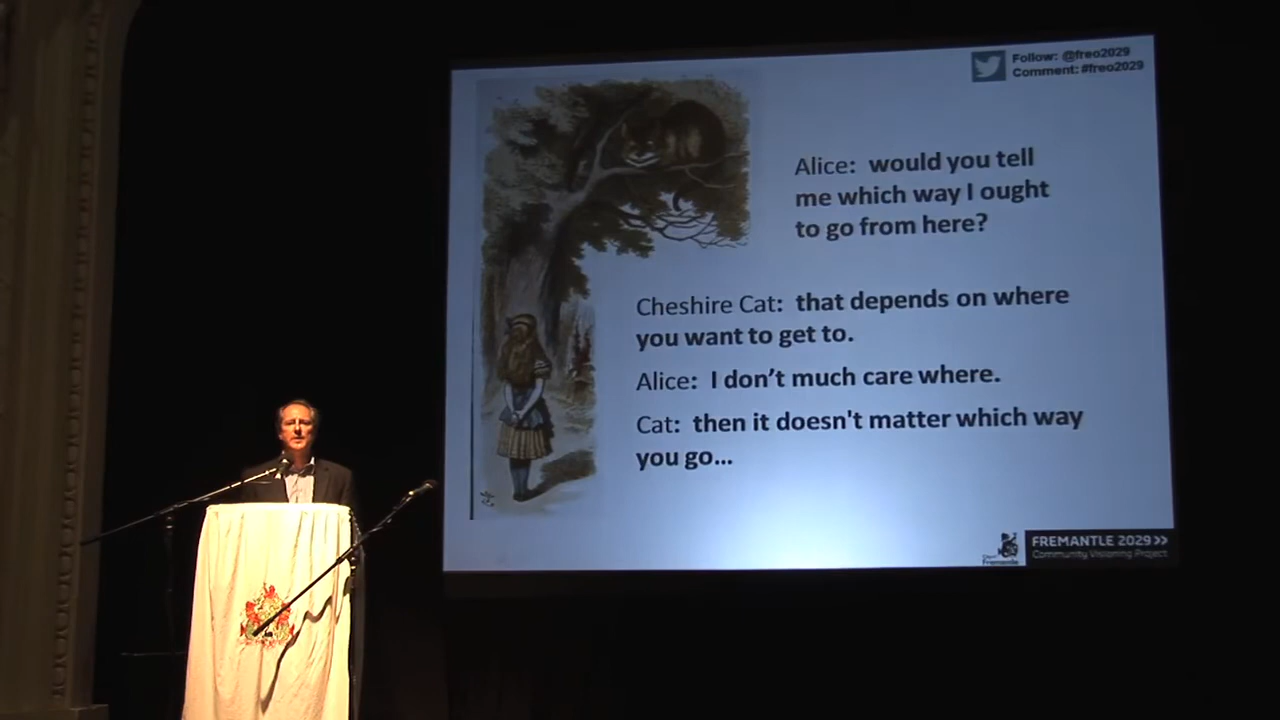 Follow: @freo2029
Comment: #freo2029
Alice: would you tell
me which way I ought
to go from here?
Cheshire Cat: that depends on where
you want to get to.
Alice: I don’t much care where.
Cat: then it doesn't matter which way
you go...
Fremantle
FREMANTLE 2029 >>
Community Visioning Project